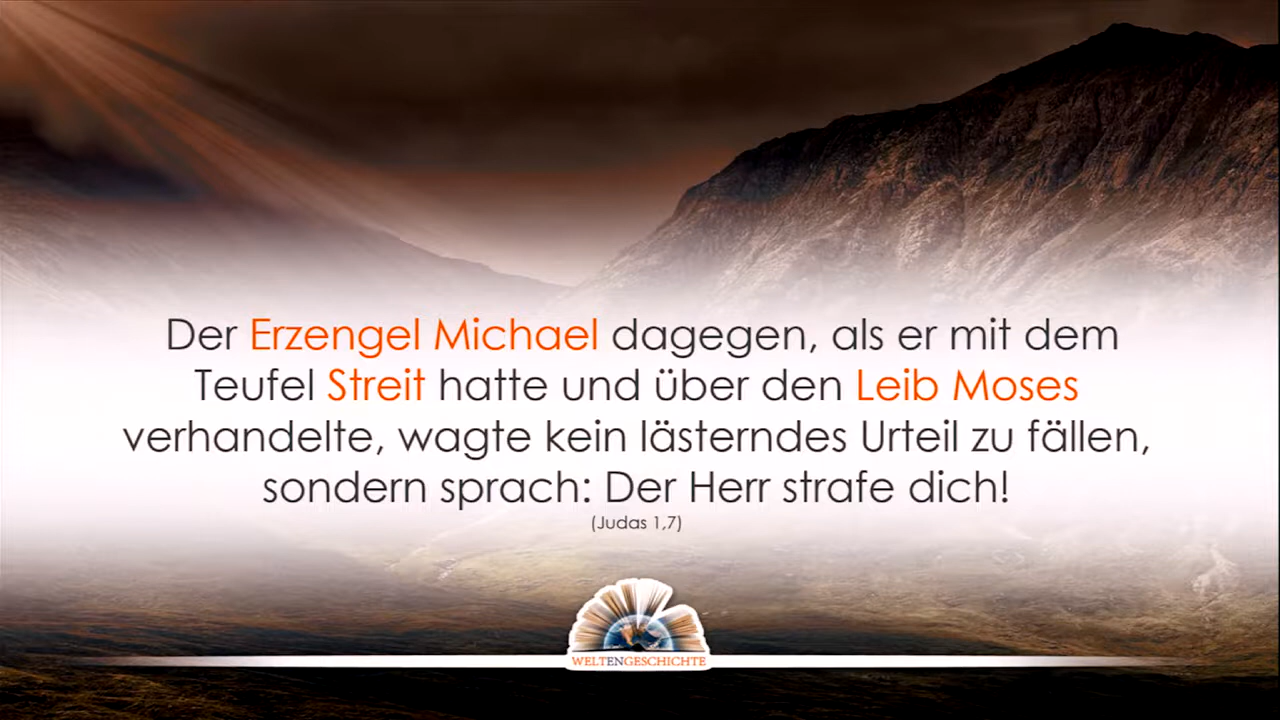 Der Erzengel Michael dagegen, als er mit dem
Teufel Streit hatte und über den Leib Moses
verhandelte, wagte kein lästerndes Urteil zu fällen,
sondern sprach: Der Herr strafe dich!
(Judas 1,7)
WELTENGESCHICHTE